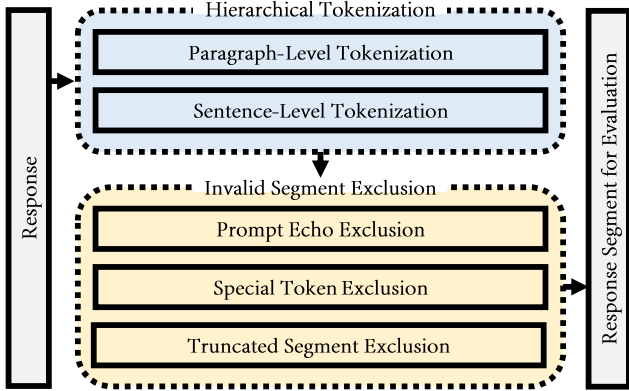 Response
Hierarchical Tokenization
Paragraph-Level Tokenization
Sentence-Level Tokenization
Invalid Segment Exclusion
Prompt Echo Exclusion
Special Token Exclusion
Truncated Segment Exclusion
Response Segment for Evaluation